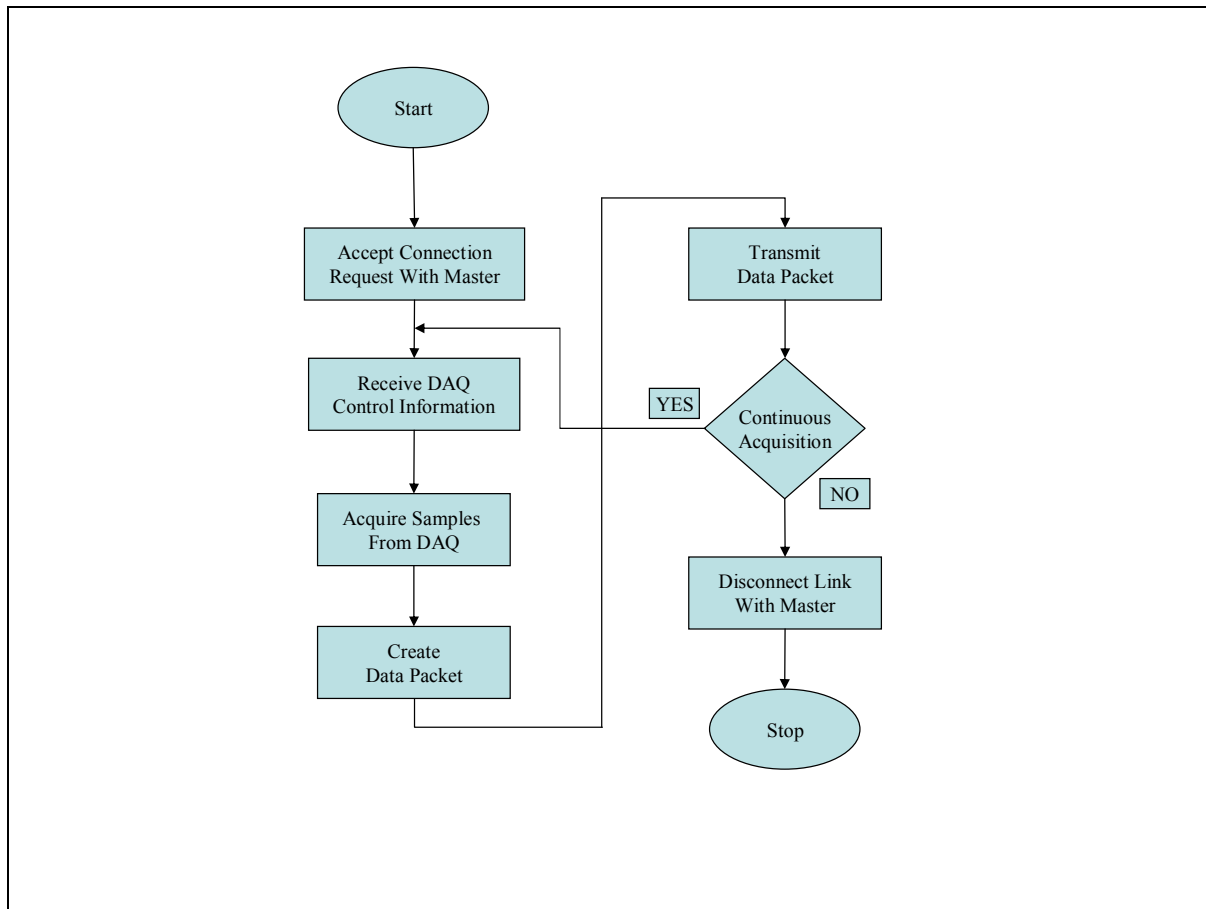 Start
Accept Connection
Request With Master
Receive DAQ
Control Information
Acquire Samples
From DAQ
Create
Data Packet
Transmit
Data Packet
YES
Continuous
Acquisition
NO
Disconnect Link
With Master
Stop